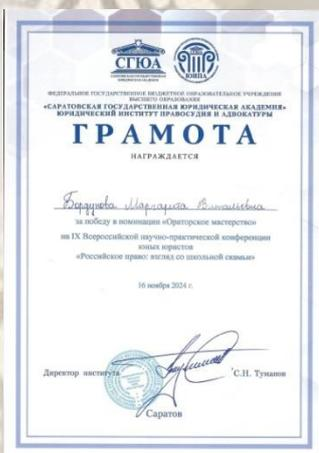 СГЮА
ЮИПА
ФЕДЕРАЛЬНОЕ ГОСУДАРСТВЕННОЕ БЮДЖЕТНОЕ ОБРАЗОВАТЕЛЬНОЕ УЧРЕЖДЕНИЕ
ВЫСШЕГО ОБРАЗОВАНИЯ
«САРАТОВСКАЯ ГОСУДАРСТВЕННАЯ ЮРИДИЧЕСКАЯ АКАДЕМИЯ»
ЮРИДИЧЕСКИЙ ИНСТИТУТ ПРАВОСУДИЯ И АДВОКАТУРЫ
ГРАМОТА
НАГРАЖДАЕТСЯ
Бордунова Маргарита Витальевна
за победу в номинации «Ораторское мастерство»
на IX Всероссийской научно-практической конференции
юных юристов
«Российское право: взгляд со школьной скамьи»
16 ноября 2024 г.
Директор института
С.Н. Туманов
Саратов